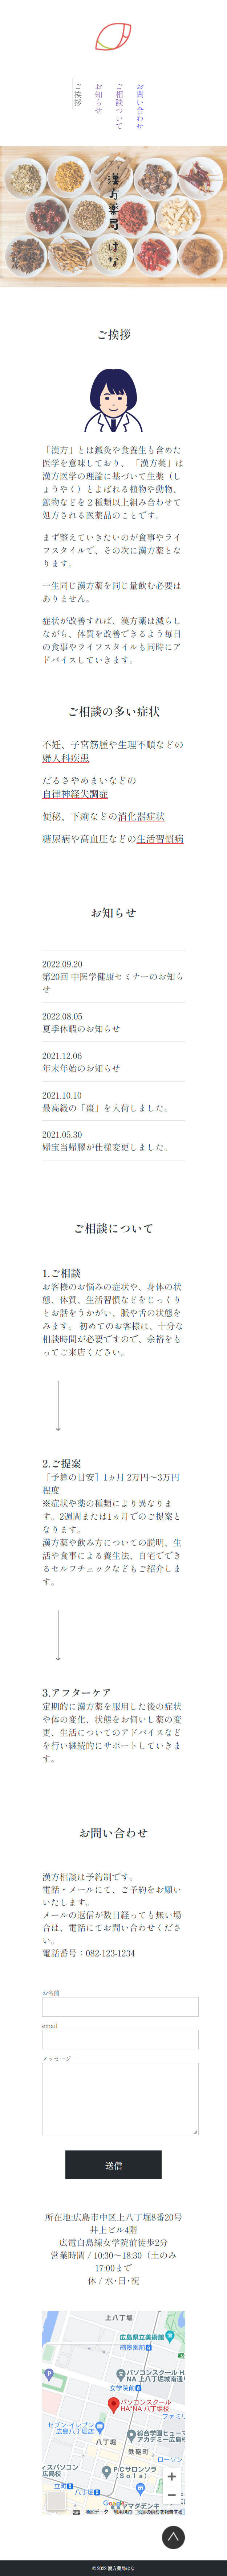 ご挨拶
お知らせ
ご相談ついて
お問い合わせ
漢方薬局 はな
ご挨拶
「漢方」とは鍼灸や食養生も含めた
医学を意味しており、 「漢方薬」は
漢方医学の理論に基づいて生薬（し
ょうやく）とよばれる植物や動物、
鉱物などを２種類以上組み合わせて
処方される医薬品のことです。
まず整えていきたいのが食事やライ
フスタイルで、その次に漢方薬とな
ります。
一生同じ漢方薬を同じ量飲む必要は
ありません。
症状が改善すれば、漢方薬は減らし
ながら、体質を改善できるよう毎日
の食事やライフスタイルも同時にア
ドバイスしていきます。
ご相談の多い症状
不妊、子宮筋腫や生理不順などの
婦人科疾患
だるさやめまいなどの
自律神経失調症
便秘、下痢などの消化器症状
糖尿病や高血圧などの生活習慣病
お知らせ
2022.09.20
第20回 中医学健康セミナーのお知ら
せ
2022.08.05
夏季休暇のお知らせ
2021.12.06
年末年始のお知らせ
2021.10.10
最高級の「棗」を入荷しました。
2021.05.30
婦宝当帰膠が仕様変更しました。
ご相談について
1.ご相談
お客様のお悩みの症状や、身体の状
態、体質、生活習慣などをじっくり
とお話をうかがい、脈や舌の状態を
みます。 初めてのお客様は、十分な
相談時間が必要ですので、余裕をも
ってご来店ください。
2.ご提案
［予算の目安］1ヵ月 2万円〜3万円
程度
※症状や薬の種類により異なりま
す。2週間または1ヵ月でのご提案と
なります。
漢方薬や飲み方についての説明、生
活や食事による養生法、自宅ででき
るセルフチェックなどもご紹介しま
す。
3.アフターケア
定期的に漢方薬を服用した後の症状
や体の変化、状態をお伺いし薬の変
更、生活についてのアドバイスなど
を行い継続的にサポートしていきま
す。
お問い合わせ
漢方相談は予約制です。
電話・メールにて、ご予約をお願い
いたします。
メールの返信が数日経っても無い場
合は、電話にてお問い合わせくださ
い。
電話番号：082-123-1234
お名前
email
メッセージ
送信
所在地:広島市中区上八丁堀8番20号
井上ビル4階
広電白島線女学院前徒歩2分
営業時間 / 10:30〜18:30（土のみ
17:00まで
休 / 水･日･祝
上八丁堀
広島県立美術館
縮景園前
パソコンスクール HA
NA 上八丁堀城南通り
女学院前
パソコンスクール
HA*NA 八丁堀校
ファミリ
セブン-イレブン
広島八丁堀店
総合学園ヒューマ
アカデミー広島校
八丁堀
鉄砲町
ィスパソコン
広島校
ＰＣサロンソラ
（Ｓｏｌａ）
ローソン
立町
八丁堀
Google
ヤマダデンキ
地図データ
利用規約
地図の誤りを報告する
© 2022 漢方薬局はな